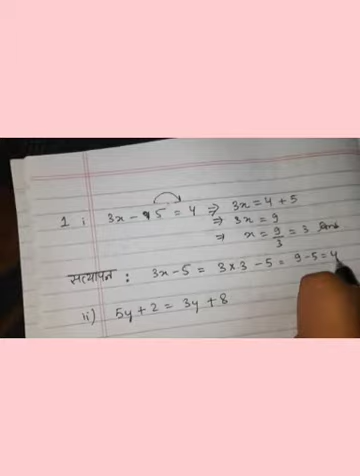 1 i 3x - 5 = 4 ⇒ 3x = 4 + 5
⇒ 3x = 9
⇒ x = 9/3 = 3
सत्यापन : 3x - 5 = 3 × 3 - 5 = 9 - 5 = 4
ii) 5y + 2 = 3y + 8